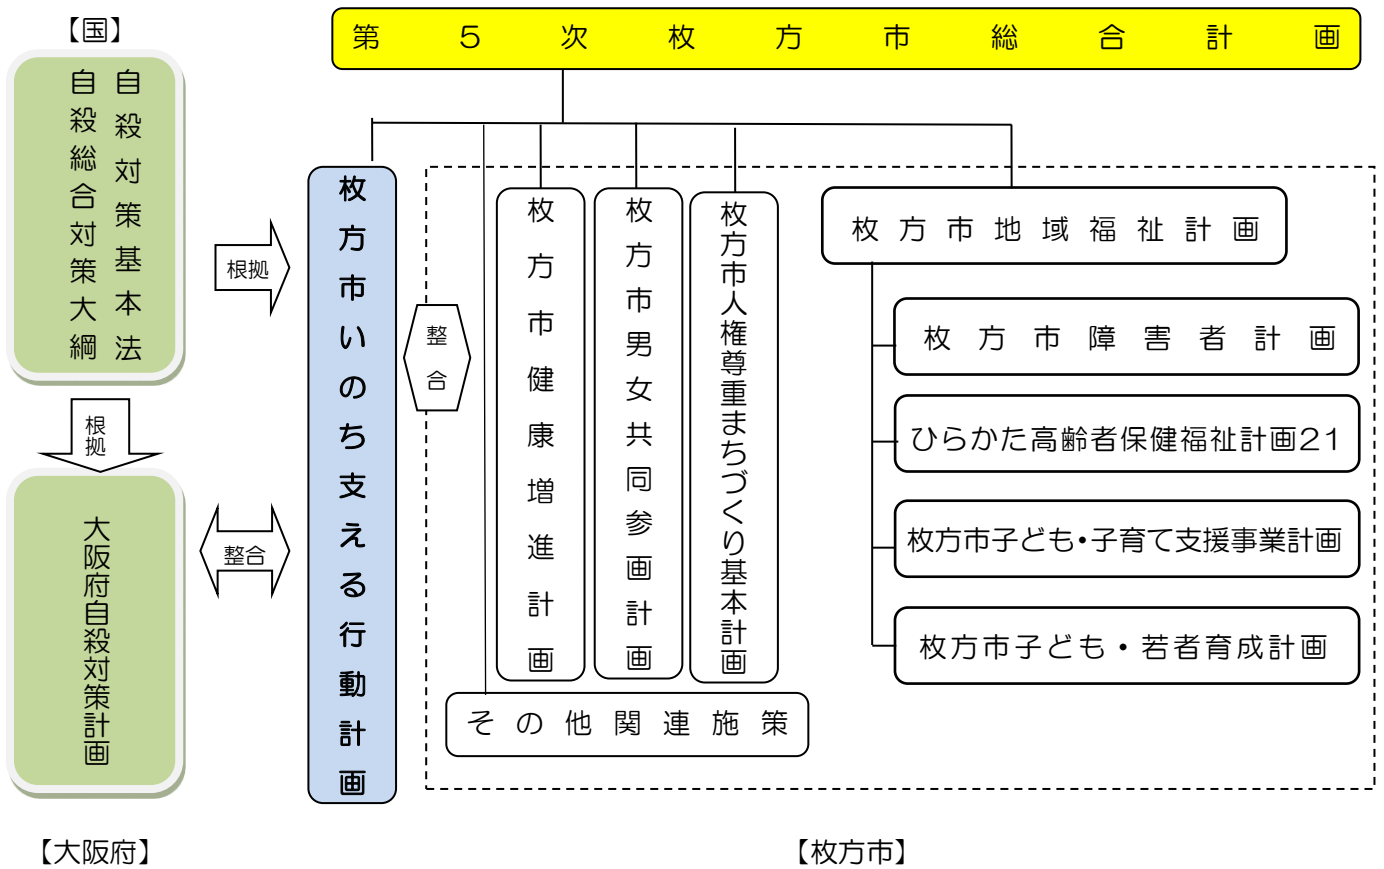 【国】
第5次枚方市総合計画
自殺対策基本法
自殺総合対策大綱
根拠
根拠
大阪府自殺対策計画
整合
枚方市いのち支える行動計画
整合
枚方市健康増進計画
枚方市男女共同参画計画
枚方市人権尊重まちづくり基本計画
その他関連施策
枚方市地域福祉計画
枚方市障害者計画
ひらかた高齢者保健福祉計画21
枚方市子ども・子育て支援事業計画
枚方市子ども・若者育成計画
【大阪府】
【枚方市】